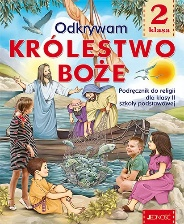 2
klasa
Odkrywam
KRÓLESTWO
BOŻE
Podręcznik do religii
dla klasy II
szkoły podstawowej
JEDNOŚĆ